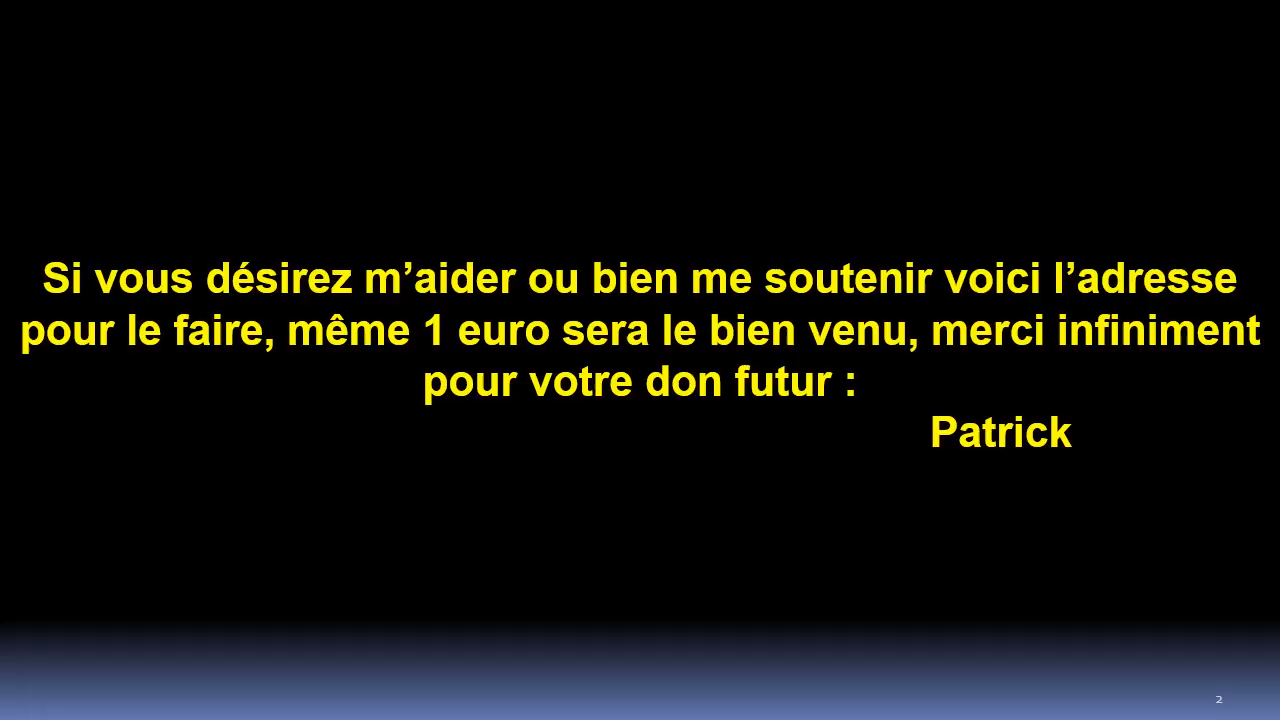 Si vous désirez m’aider ou bien me soutenir voici l’adresse
pour le faire, même 1 euro sera le bien venu, merci infiniment
pour votre don futur :
Patrick
2